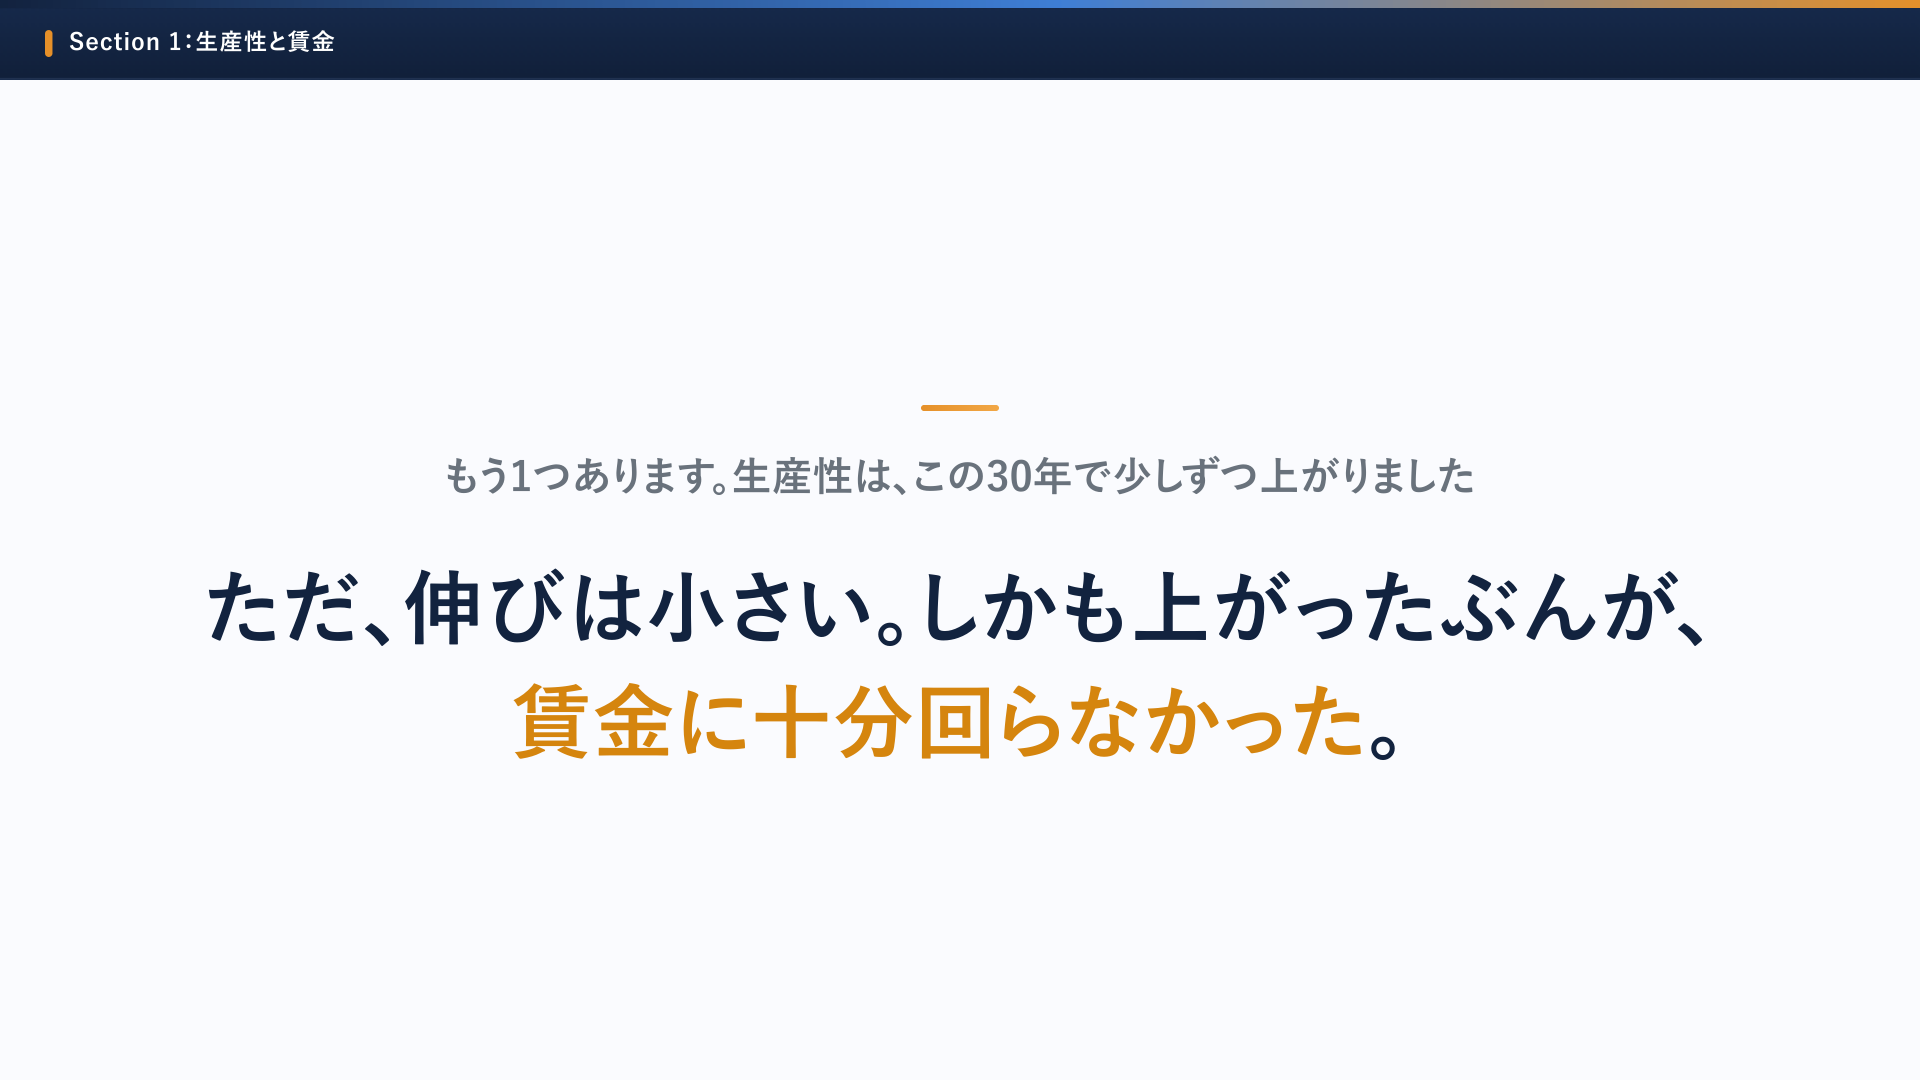 Section 1：生産性と賃金
もう1つあります。生産性は、この30年で少しずつ上がりました
ただ、伸びは小さい。しかも上がったぶんが、
賃金に十分回らなかった。